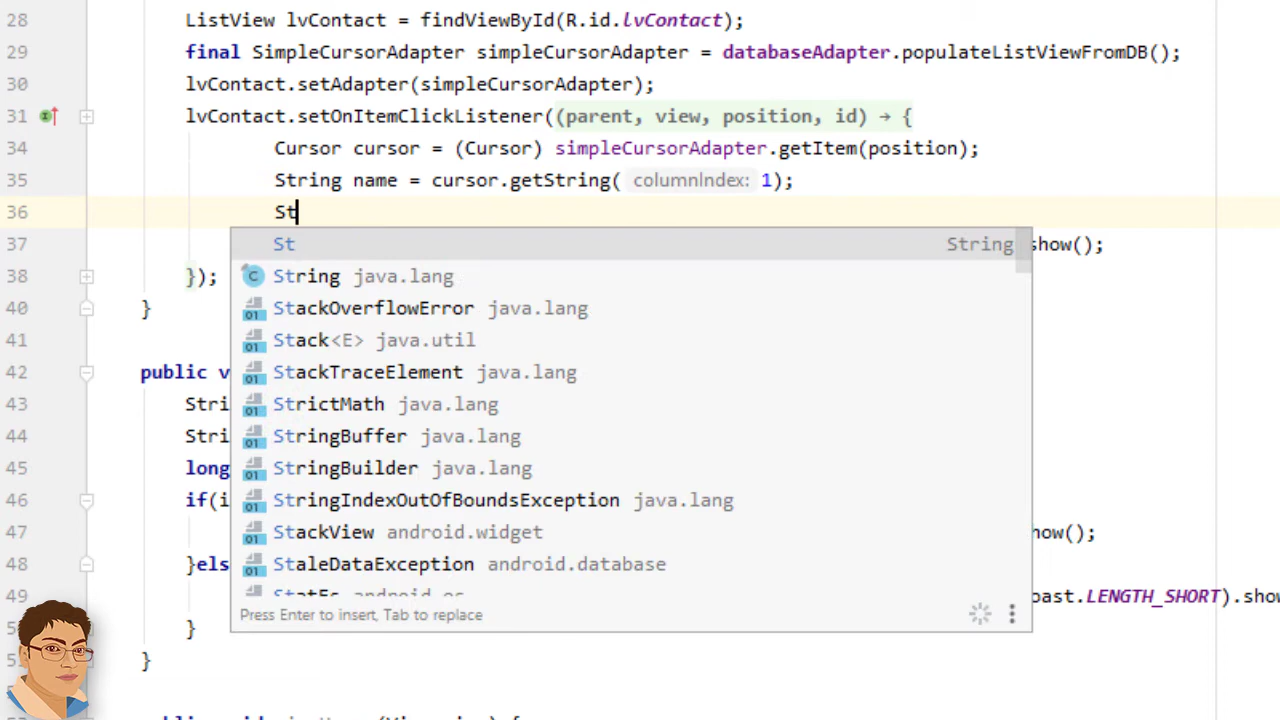 28 ListView lvContact = findViewById(R.id.lvContact);
29 final SimpleCursorAdapter simpleCursorAdapter = databaseAdapter.populateListViewFromDB();
30 lvContact.setAdapter(simpleCursorAdapter);
31 lvContact.setOnItemClickListener((parent, view, position, id) → {
34 Cursor cursor = (Cursor) simpleCursorAdapter.getItem(position);
35 String name = cursor.getString( columnIndex: 1);
36 St
St String
37 show();
String java.lang
38 });
StackOverflowError java.lang
40 }
Stack<E> java.util
41
StackTraceElement java.lang
42 public v
StrictMath java.lang
43 Stri
StringBuffer java.lang
44 Stri
StringBuilder java.lang
45 long
StringIndexOutOfBoundsException java.lang
46 if(i
StackView android.widget
47 how();
StaleDataException android.database
48 }els
49 oast.LENGTH_SHORT).show
Press Enter to insert, Tab to replace
}
}